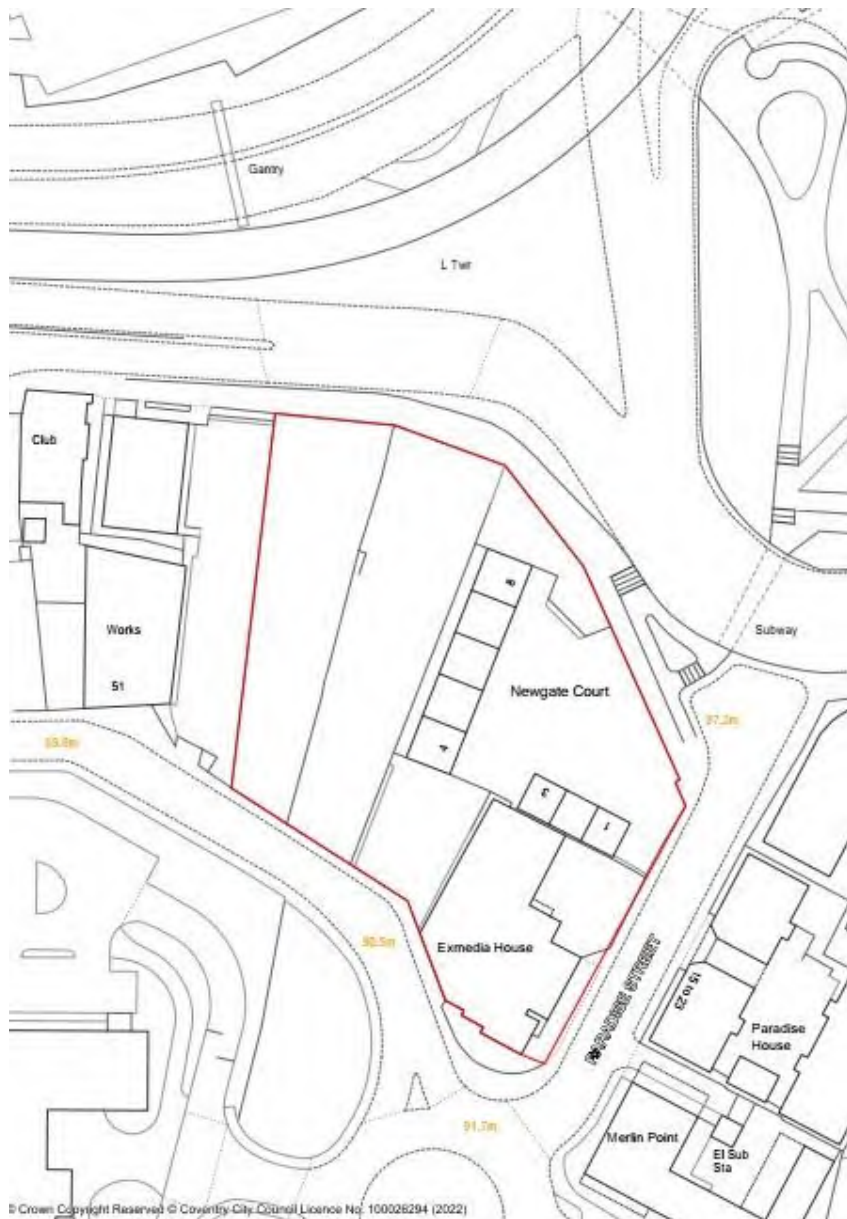 Gantry
L Twr
Club
Works
51
8
Newgate Court
Subway
4
3
1
Exmedia House
PARADISE STREET
15 to 23
Paradise
House
Merlin Point
El Sub
Sta
90.5m
91.7m
© Crown Copyright Reserved © Coventry City Council Licence No. 100026294 (2022)